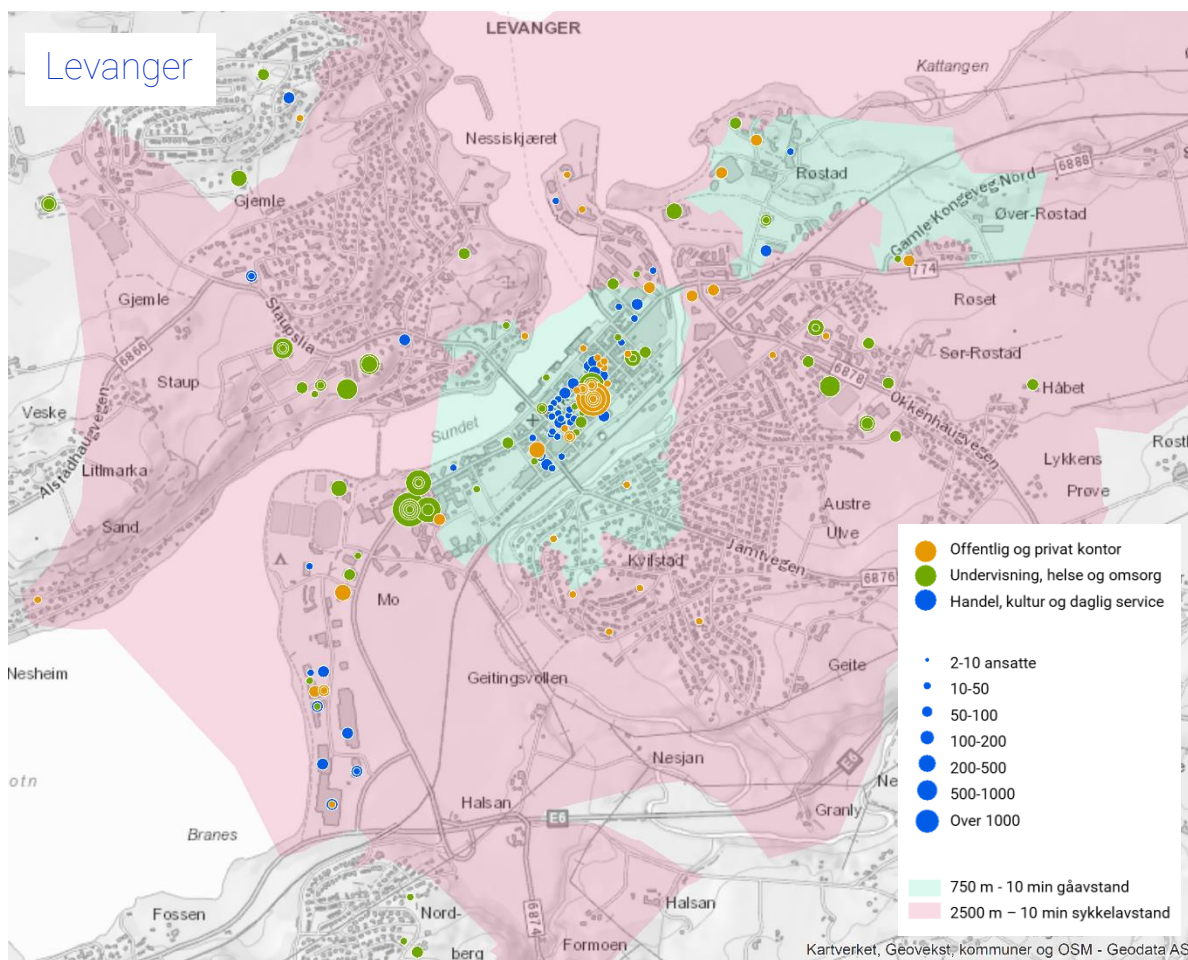 LEVANGER
Levanger
Kattangen
Nessiskjæret
6888
Røstad
Gjemle
Gamle Kongeveg Nord
Øver-Røstad
774
Gjemle
Staupslia
Røset
6866
Sør-Røstad
6878
Staup
Håbet
Okkenhaugvegen
Veske
Alstadhaugvegen
Sundet
Litlmarka
Lykkens
Prøve
Røstl
Sand
Austre
Ulve
Jamtvegen
Kvilstad
6876
Mo
Nesheim
Geitingsvollen
Geite
Nesjan
E6
otn
Halsan
Granly
Ne
E6
Branes
Halsan
6874
Fossen
Nord-
berg
Formoen
Offentlig og privat kontor
Undervisning, helse og omsorg
Handel, kultur og daglig service
2-10 ansatte
10-50
50-100
100-200
200-500
500-1000
Over 1000
750 m - 10 min gåavstand
2500 m – 10 min sykkelavstand
Kartverket, Geovekst, kommuner og OSM - Geodata AS